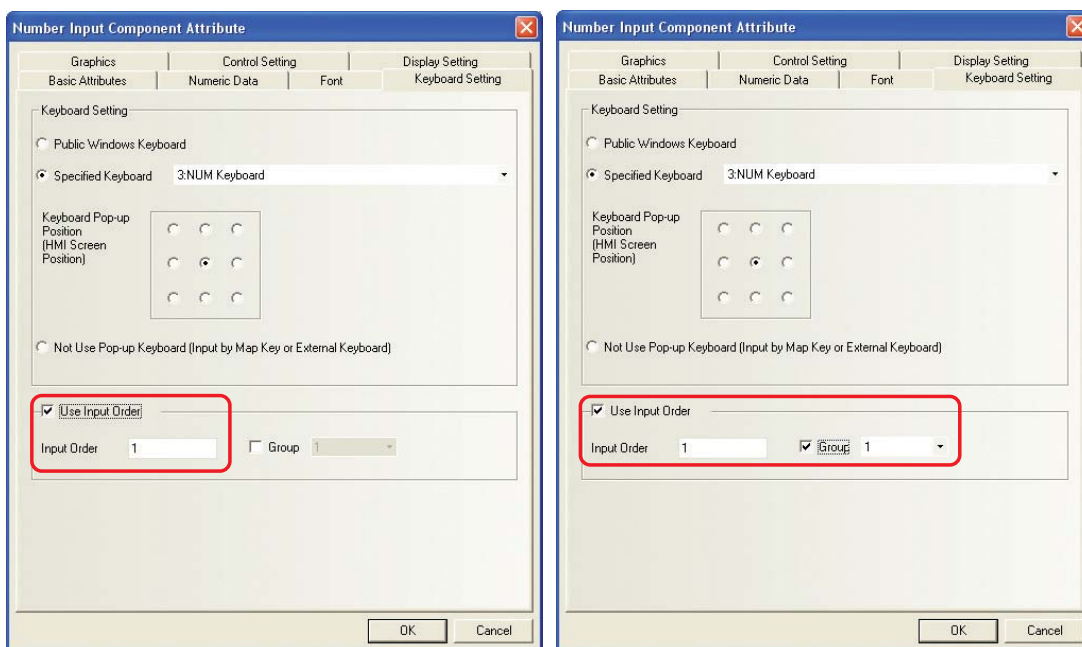 Number Input Component Attribute
Graphics Control Setting Display Setting
Basic Attributes Numeric Data Font Keyboard Setting
Keyboard Setting
Public Windows Keyboard
Specified Keyboard 3:NUM Keyboard
Keyboard Pop-up
Position
(HMI Screen
Position)
Not Use Pop-up Keyboard (Input by Map Key or External Keyboard)
Use Input Order
Input Order 1 Group 1
OK Cancel
Number Input Component Attribute
Graphics Control Setting Display Setting
Basic Attributes Numeric Data Font Keyboard Setting
Keyboard Setting
Public Windows Keyboard
Specified Keyboard 3:NUM Keyboard
Keyboard Pop-up
Position
(HMI Screen
Position)
Not Use Pop-up Keyboard (Input by Map Key or External Keyboard)
Use Input Order
Input Order 1 Group 1
OK Cancel